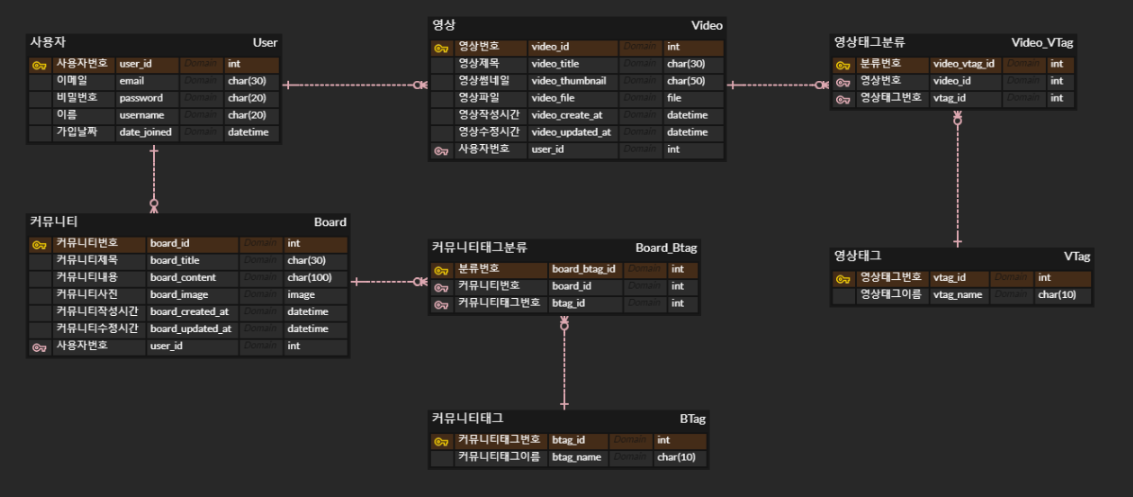 사용자 User
사용자번호 user_id Domain int
이메일 email Domain char(30)
비밀번호 password Domain char(20)
이름 username Domain char(20)
가입날짜 date_joined Domain datetime
영상 Video
영상번호 video_id Domain int
영상제목 video_title Domain char(30)
영상썸네일 video_thumbnail Domain char(50)
영상파일 video_file Domain file
영상작성시간 video_create_at Domain datetime
영상수정시간 video_updated_at Domain datetime
사용자번호 user_id Domain int
영상태그분류 Video_VTag
분류번호 video_vtag_id Domain int
영상번호 video_id Domain int
영상태그번호 vtag_id Domain int
커뮤니티 Board
커뮤니티번호 board_id Domain int
커뮤니티제목 board_title Domain char(30)
커뮤니티내용 board_content Domain char(100)
커뮤니티사진 board_image Domain image
커뮤니티작성시간 board_created_at Domain datetime
커뮤니티수정시간 board_updated_at Domain datetime
사용자번호 user_id Domain int
커뮤니티태그분류 Board_Btag
분류번호 board_btag_id Domain int
커뮤니티번호 board_id Domain int
커뮤니티태그번호 btag_id Domain int
영상태그 VTag
영상태그번호 vtag_id Domain int
영상태그이름 vtag_name Domain char(10)
커뮤니티태그 BTag
커뮤니티태그번호 btag_id Domain int
커뮤니티태그이름 btag_name Domain char(10)